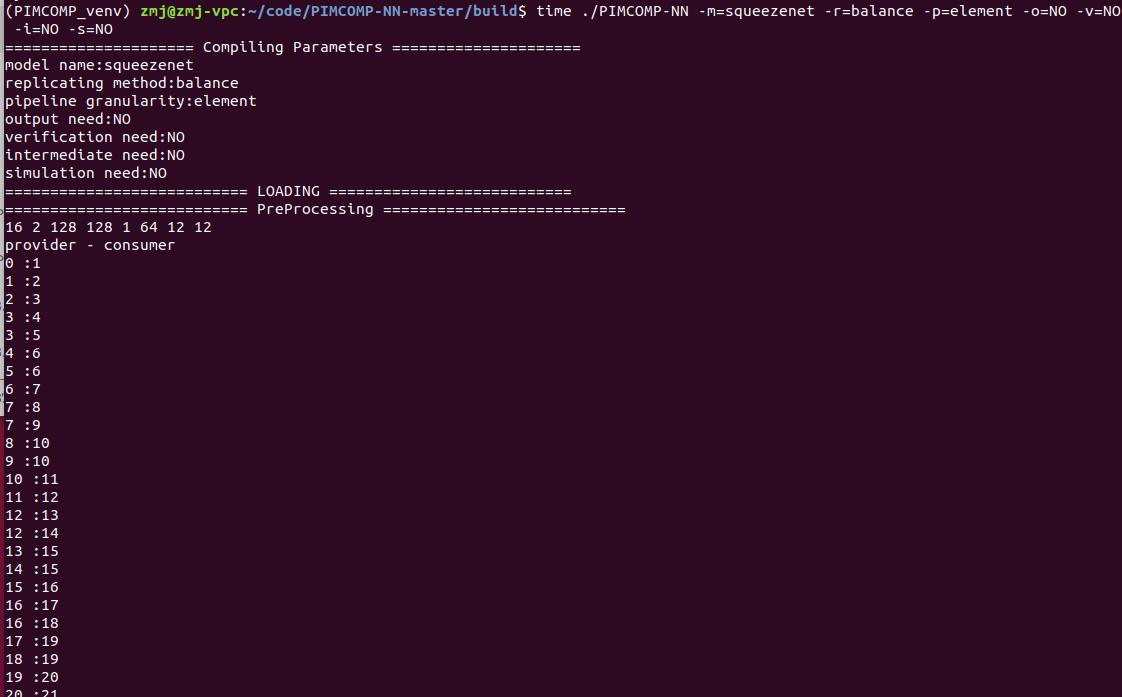 (PIMCOMP_venv) zmj@zmj-vpc:~/code/PIMCOMP-NN-master/build$ time ./PIMCOMP-NN -m=squeezenet -r=balance -p=element -o=NO -v=NO
-i=NO -s=NO
===================== Compiling Parameters =====================
model name:squeezenet
replicating method:balance
pipeline granularity:element
output need:NO
verification need:NO
intermediate need:NO
simulation need:NO
=========================== LOADING ===========================
=========================== PreProcessing ===========================
16 2 128 128 1 64 12 12
provider - consumer
0 :1
1 :2
2 :3
3 :4
3 :5
4 :6
5 :6
6 :7
7 :8
7 :9
8 :10
9 :10
10 :11
11 :12
12 :13
12 :14
13 :15
14 :15
15 :16
16 :17
16 :18
17 :19
18 :19
19 :20
20 :21